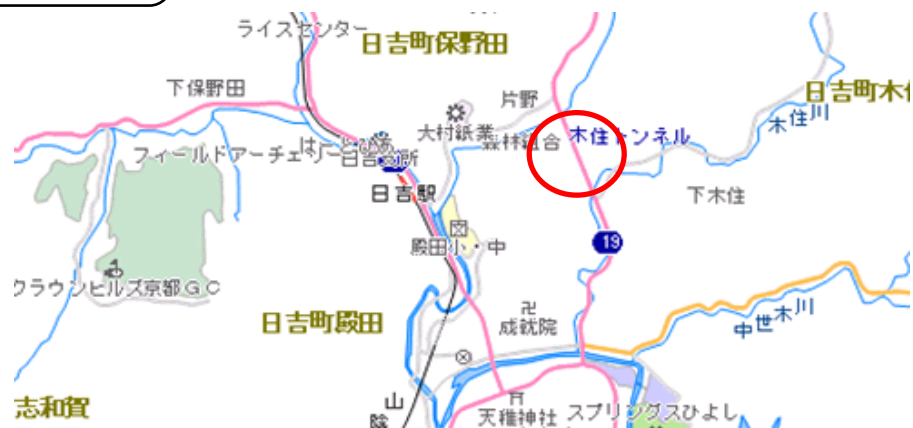 ライスセンター
日吉町保野田
下保野田
片野
日吉町木住
木住川
大村紙業
森林組合
木住トンネル
フィールドアーチェリー
日吉支所
日吉駅
下木住
19
殿田小・中
クラウンヒルズ京都GC
成就院
日吉町殿田
中世木川
志和賀
山陰
天稚神社
スプリングスひよし